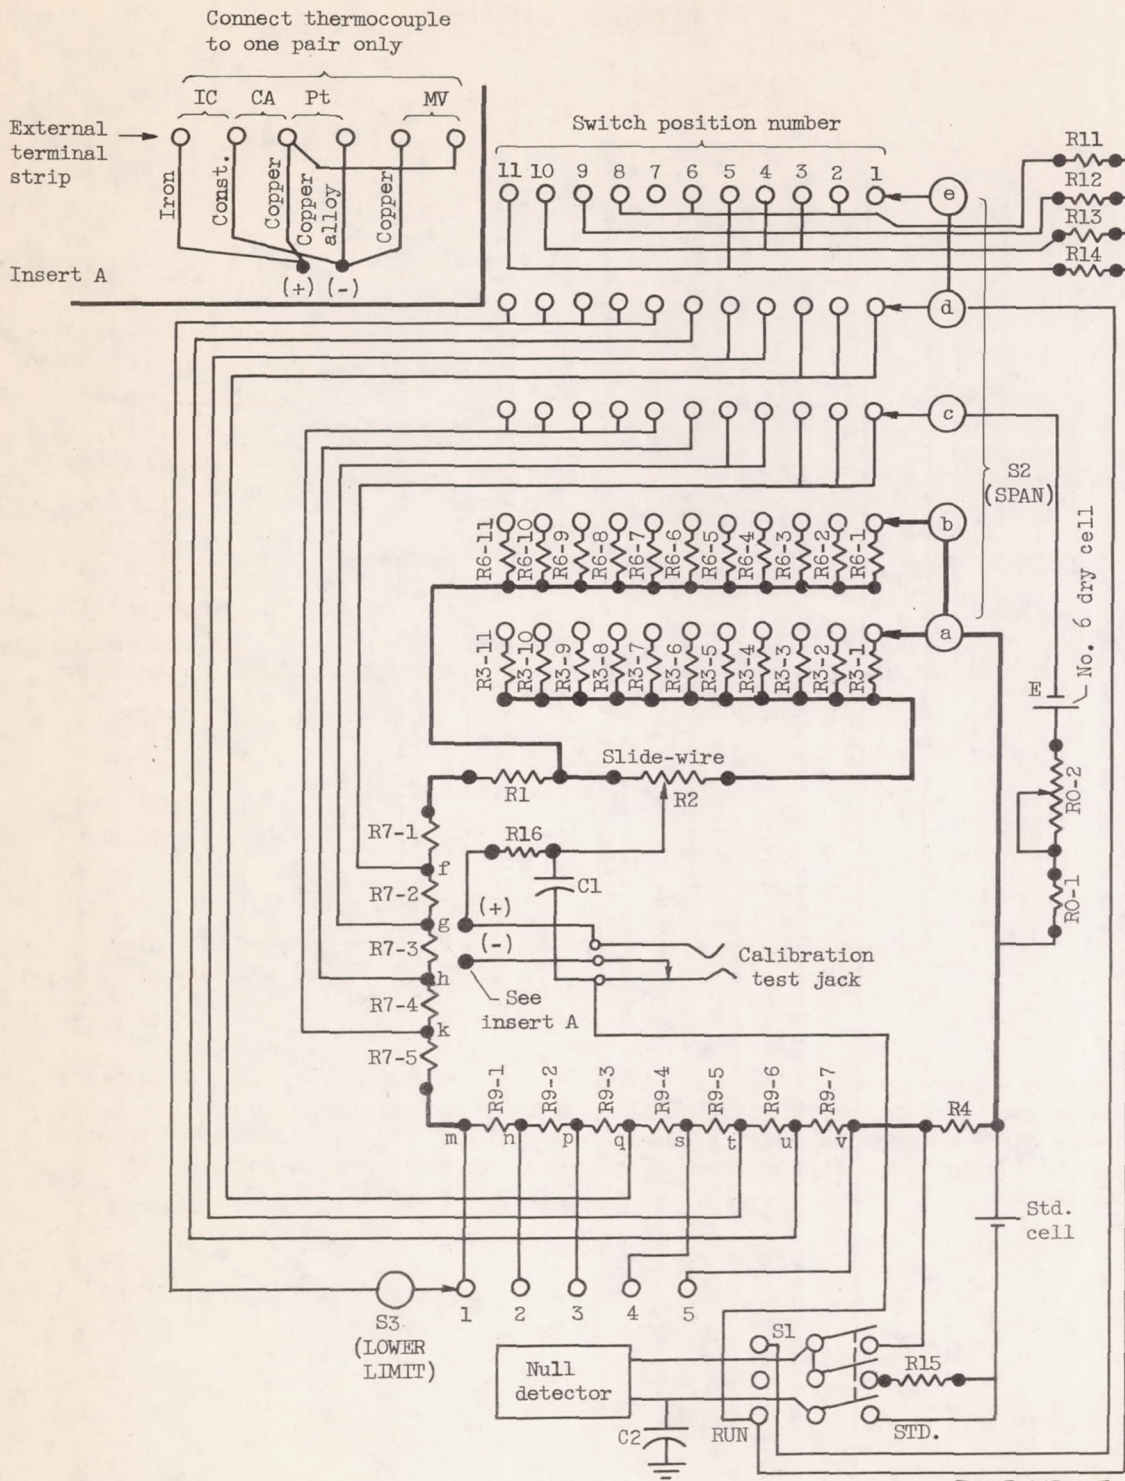 Connect thermocouple
to one pair only
IC CA Pt MV
External
terminal
strip
Iron
Const.
Copper
Copper
alloy
Copper
Insert A
(+) (-)
Switch position number
11 10 9 8 7 6 5 4 3 2 1
e
R11
R12
R13
R14
d
c
S2
(SPAN)
b
R6-11 R6-10 R6-9 R6-8 R6-7 R6-6 R6-5 R6-4 R6-3 R6-2 R6-1
a
R3-11 R3-10 R3-9 R3-8 R3-7 R3-6 R3-5 R3-4 R3-3 R3-2 R3-1
No. 6 dry cell
E
RO-2
RO-1
Slide-wire
R1
R2
R7-1
R16
f
C1
R7-2
g
(+)
R7-3
(-)
h
Calibration
test jack
R7-4
See
insert A
k
R7-5
R9-1 R9-2 R9-3 R9-4 R9-5 R9-6 R9-7
R4
m n p q s t u v
Std.
cell
1 2 3 4 5
S3
(LOWER
LIMIT)
S1
Null
detector
R15
C2
RUN
STD.